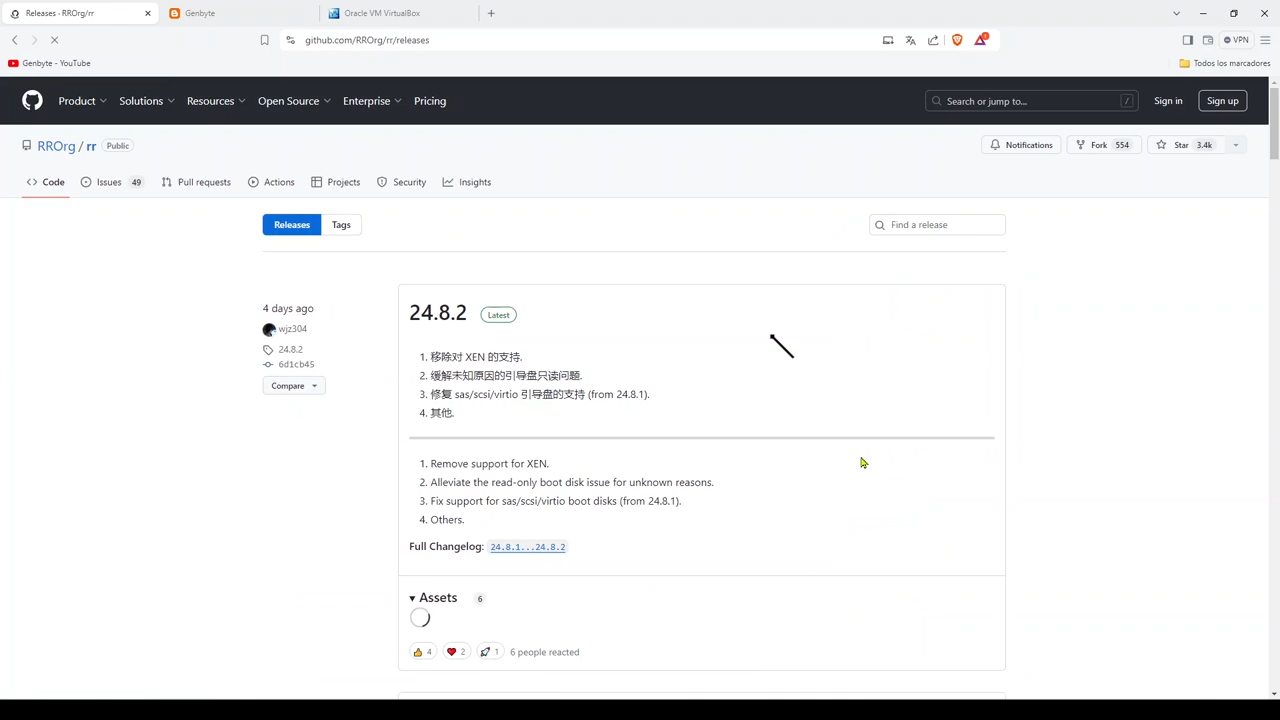 Releases · RROrg/rr
Genbyte
Oracle VM VirtualBox
github.com/RROrg/rr/releases
VPN
Genbyte - YouTube
Todos los marcadores
Product
Solutions
Resources
Open Source
Enterprise
Pricing
Search or jump to...
/
Sign in
Sign up
RROrg / rr
Public
Notifications
Fork 554
Star 3.4k
Code
Issues 49
Pull requests
Actions
Projects
Security
Insights
Releases
Tags
Find a release
4 days ago
wjz304
24.8.2
6d1cb45
Compare
24.8.2 Latest
1. 移除对 XEN 的支持.
2. 缓解未知原因的引导盘只读问题.
3. 修复 sas/scsi/virtio 引导盘的支持 (from 24.8.1).
4. 其他.
1. Remove support for XEN.
2. Alleviate the read-only boot disk issue for unknown reasons.
3. Fix support for sas/scsi/virtio boot disks (from 24.8.1).
4. Others.
Full Changelog: 24.8.1...24.8.2
Assets 6
4
2
1
6 people reacted